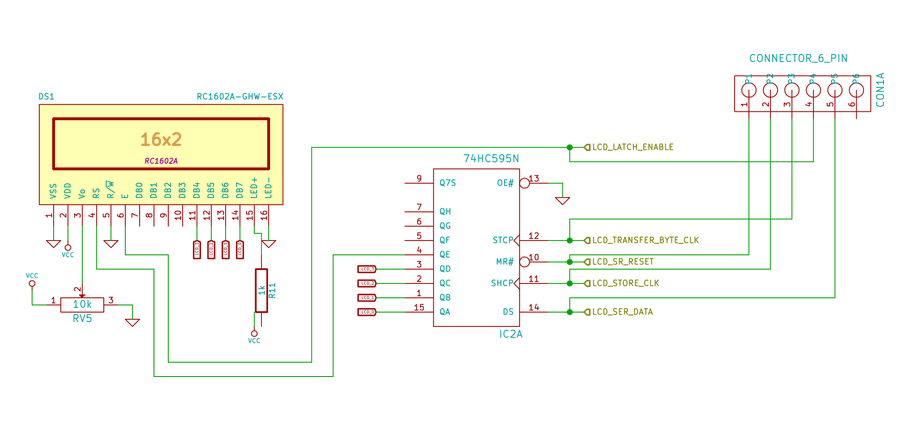 CONNECTOR_6_PIN
P1 P2 P3 P4 P5 P6
1 2 3 4 5 6
CON1A
DS1 RC1602A-GHW-ESX
16x2
RC1602A
VSS VDD Vo RS R/W E DB0 DB1 DB2 DB3 DB4 DB5 DB6 DB7 LED+ LED-
1 2 3 4 5 6 7 8 9 10 11 12 13 14 15 16
VCC
VCC
1 10k 3
2
RV5
1k
R11
VCC
74HC595N
9 Q7S OE# 13
7 QH
6 QG
5 QF STCP 12
4 QE MR# 10
3 QD
2 QC SHCP 11
1 QB
15 QA DS 14
IC2A
LCD_LATCH_ENABLE
LCD_TRANSFER_BYTE_CLK
LCD_SR_RESET
LCD_STORE_CLK
LCD_SER_DATA